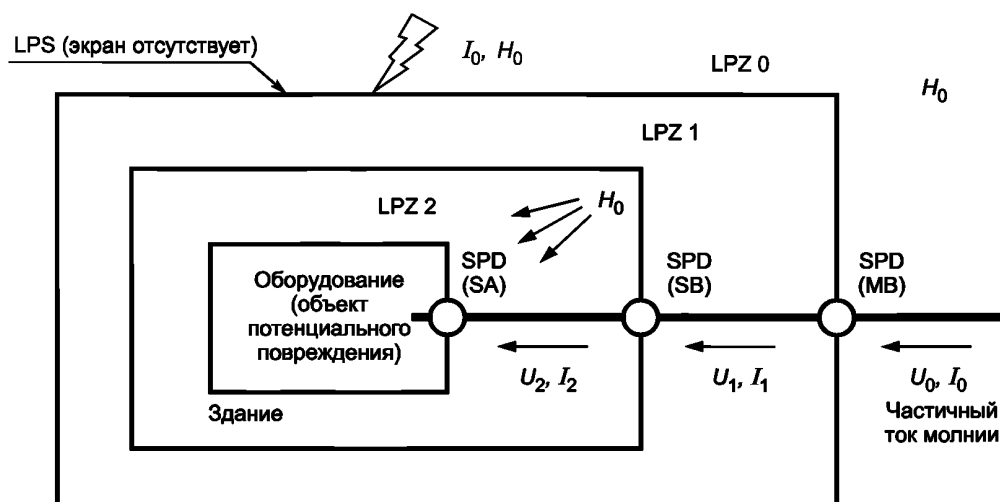 LPS (экран отсутствует)
I0, H0
LPZ 0
H0
LPZ 1
LPZ 2
H0
Оборудование
(объект
потенциального
повреждения)
SPD
(SA)
SPD
(SB)
SPD
(MB)
U2, I2
U1, I1
U0, I0
Здание
Частичный
ток молнии